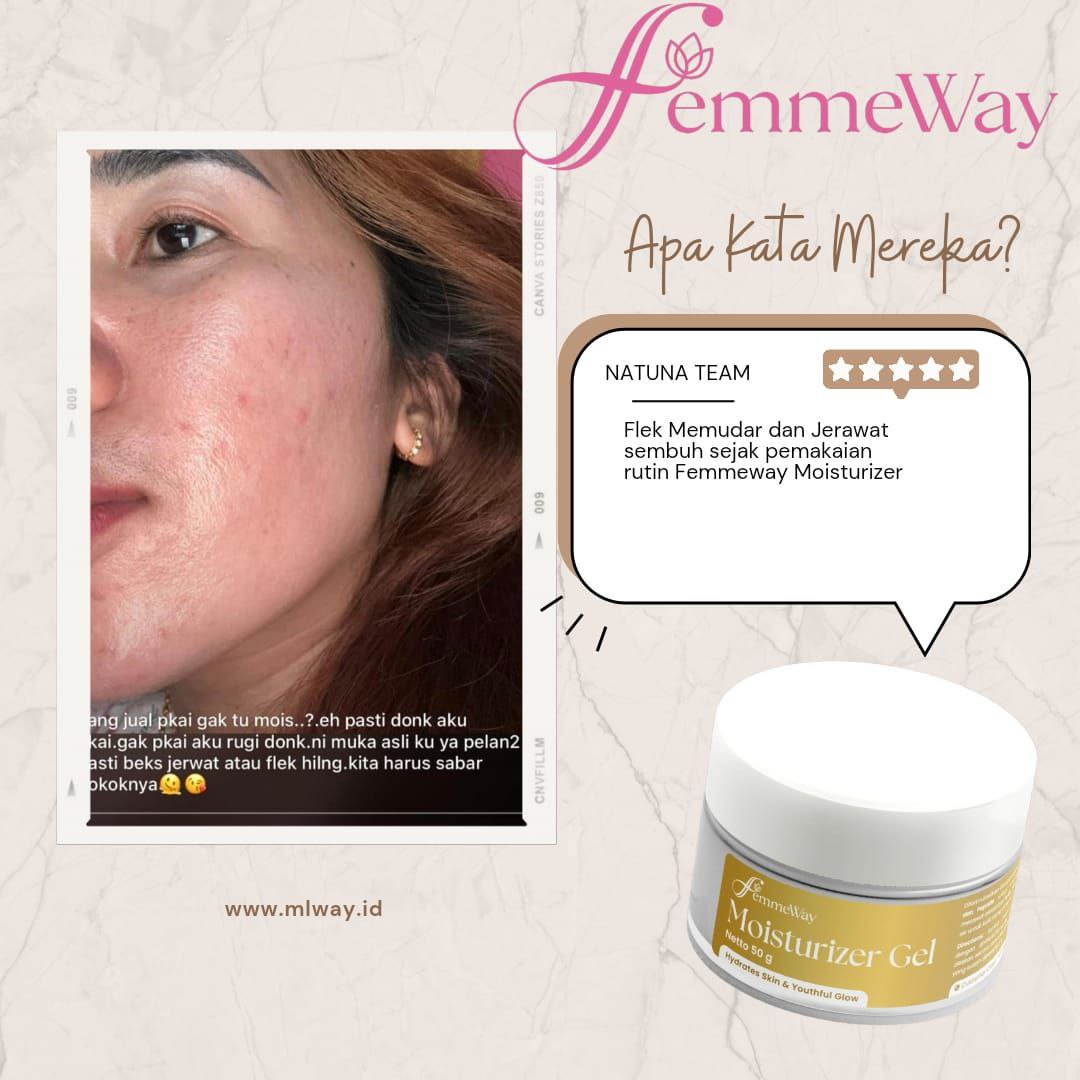 FemmeWay
Apa Kata Mereka?
CANVA STORIES Z850
600
600
CNVFILLM
NATUNA TEAM
Flek Memudar dan Jerawat
sembuh sejak pemakaian
rutin Femmeway Moisturizer
ang jual pkai gak tu mois..?.eh pasti donk aku
kai.gak pkai aku rugi donk.ni muka asli ku ya pelan2
asti beks jerwat atau flek hilng.kita harus sabar
okoknya🫠😘
www.mlway.id
FemmeWay
Moisturizer Gel
Netto 50 g
Hydrates Skin & Youthful Glow